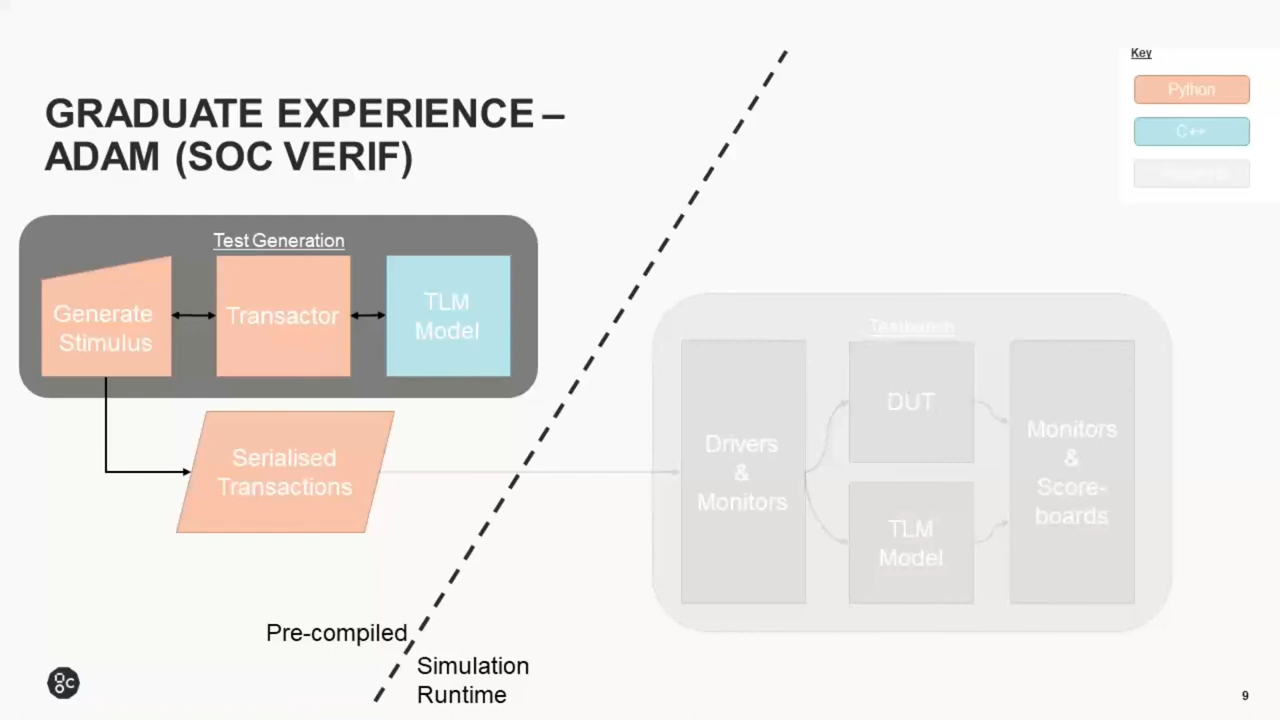 GRADUATE EXPERIENCE –
ADAM (SOC VERIF)
Key
Python
C++
Test Generation
Generate
Stimulus
Transactor
TLM
Model
Serialised
Transactions
Testbench
Drivers
&
Monitors
DUT
TLM
Model
Monitors
&
Score-
boards
Pre-compiled
Simulation
Runtime
9